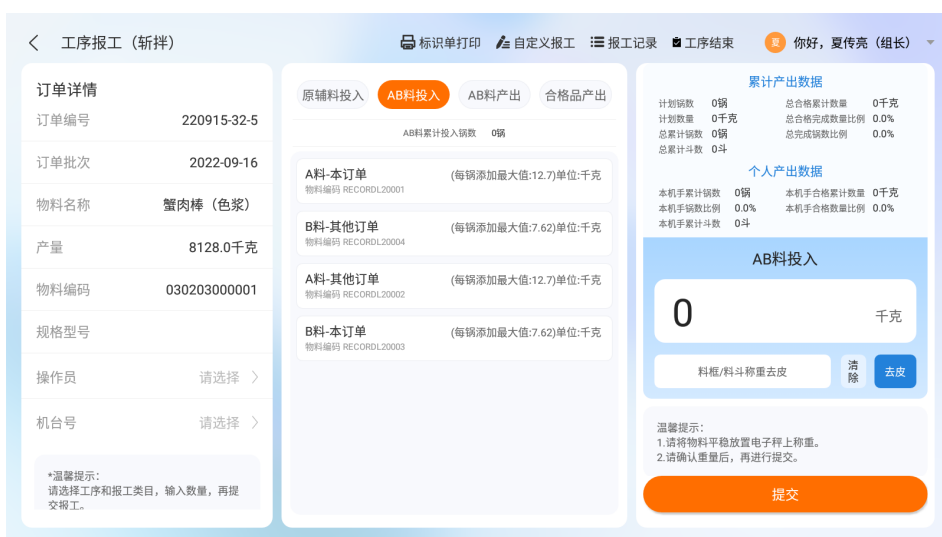 工序报工（斩拌）
标识单打印 自定义报工 报工记录 工序结束 夏 你好，夏传亮（组长）
订单详情
订单编号 220915-32-5
订单批次 2022-09-16
物料名称 蟹肉棒（色浆）
产量 8128.0千克
物料编码 030203000001
规格型号
操作员 请选择
机台号 请选择
*温馨提示：
请选择工序和报工类目，输入数量，再提
交报工。
原辅料投入 AB料投入 AB料产出 合格品产出
AB料累计投入锅数 0锅
A料-本订单 (每锅添加最大值:12.7)单位:千克
物料编码 RECORDL20001
B料-其他订单 (每锅添加最大值:7.62)单位:千克
物料编码 RECORDL20004
A料-其他订单 (每锅添加最大值:12.7)单位:千克
物料编码 RECORDL20002
B料-本订单 (每锅添加最大值:7.62)单位:千克
物料编码 RECORDL20003
累计产出数据
计划锅数 0锅 总合格累计数量 0千克
计划数量 0千克 总合格完成数量比例 0.0%
总累计锅数 0锅 总完成锅数比例 0.0%
总累计斗数 0斗
个人产出数据
本机手累计锅数 0锅 本机手合格累计数量 0千克
本机手锅数比例 0.0% 本机手合格数量比例 0.0%
本机手累计斗数 0斗
AB料投入
0 千克
料框/料斗称重去皮 清除 去皮
温馨提示：
1.请将物料平稳放置电子秤上称重。
2.请确认重量后，再进行提交。
提交